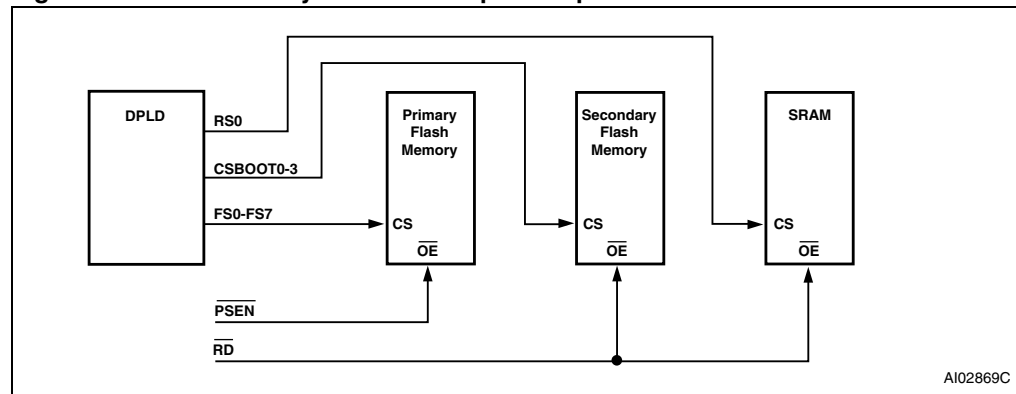 DPLD
RS0
CSBOOT0-3
FS0-FS7
Primary
Flash
Memory
CS
OE
Secondary
Flash
Memory
CS
OE
SRAM
CS
OE
PSEN
RD
AI02869C